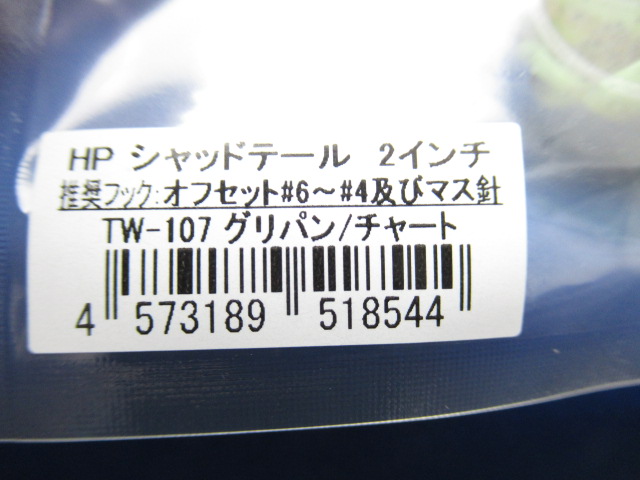 HP シャッドテール 2インチ
推奨フック:オフセット#6～#4及びマス針
TW-107 グリパン/チャート
4 573189 518544